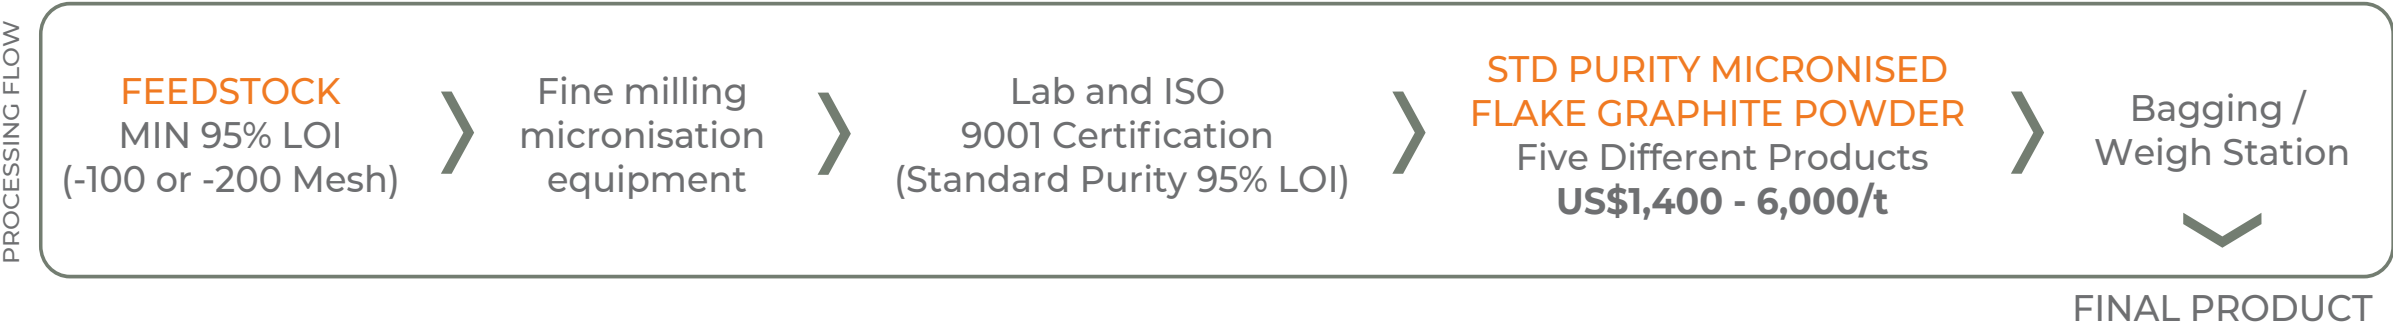 PROCESSING FLOW
FEEDSTOCK
MIN 95% LOI
(-100 or -200 Mesh)
Fine milling
micronisation
equipment
Lab and ISO
9001 Certification
(Standard Purity 95% LOI)
STD PURITY MICRONISED
FLAKE GRAPHITE POWDER
Five Different Products
US$1,400 - 6,000/t
Bagging /
Weigh Station
FINAL PRODUCT